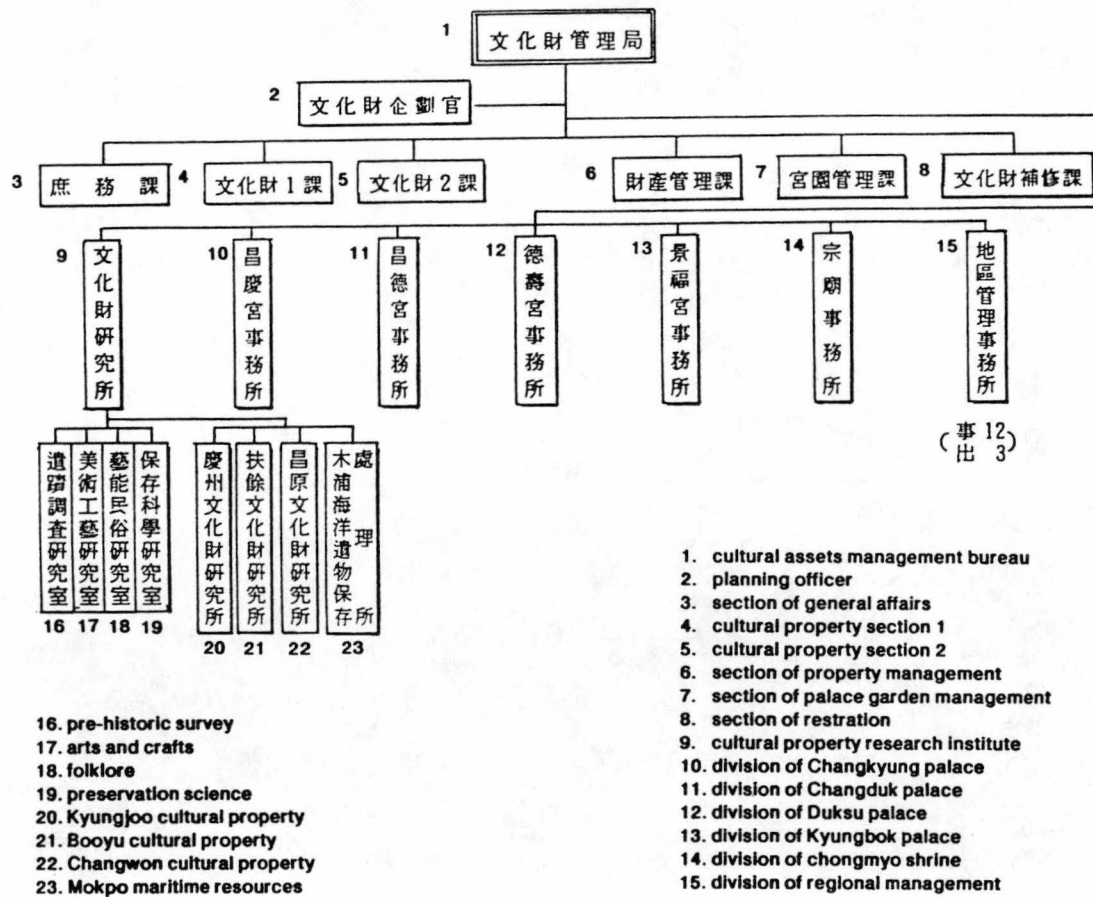 1 文化財管理局
2 文化財企劃官
3 庶務課
4 文化財1課
5 文化財2課
6 財產管理課
7 宮園管理課
8 文化財補修課
9 文化財硏究所
10 昌慶宮事務所
11 昌德宮事務所
12 德壽宮事務所
13 景福宮事務所
14 宗廟事務所
15 地區管理事務所
(事 12
出 3)
遺蹟調査硏究室
美術工藝硏究室
藝能民俗硏究室
保存科學硏究室
慶州文化財硏究所
扶餘文化財硏究所
昌原文化財硏究所
木浦海洋遺物保存
處理所
16 17 18 19
20 21 22 23
1. cultural assets management bureau
2. planning officer
3. section of general affairs
4. cultural property section 1
5. cultural property section 2
6. section of property management
7. section of palace garden management
8. section of restration
9. cultural property research institute
10. division of Changkyung palace
11. division of Changduk palace
12. division of Duksu palace
13. division of Kyungbok palace
14. division of chongmyo shrine
15. division of regional management
16. pre-historic survey
17. arts and crafts
18. folklore
19. preservation science
20. Kyungjoo cultural property
21. Booyu cultural property
22. Changwon cultural property
23. Mokpo maritime resources